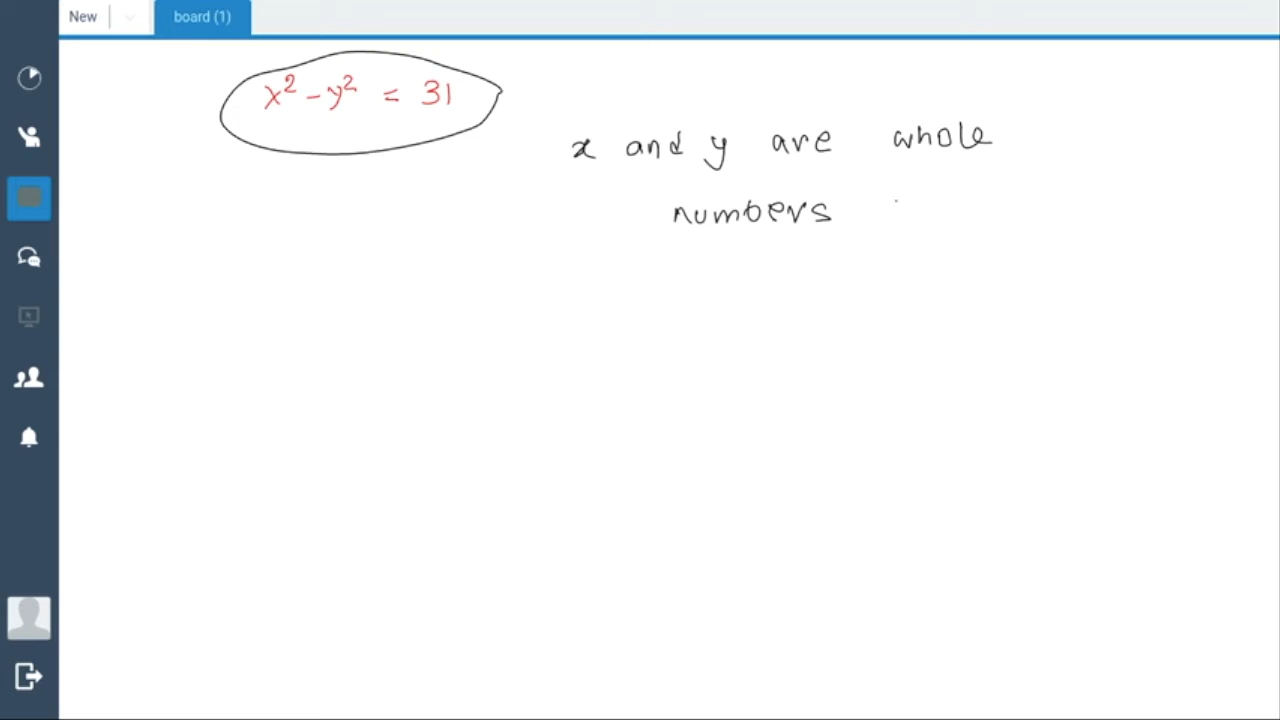 New
board (1)
x² - y² = 31
x and y are whole
numbers